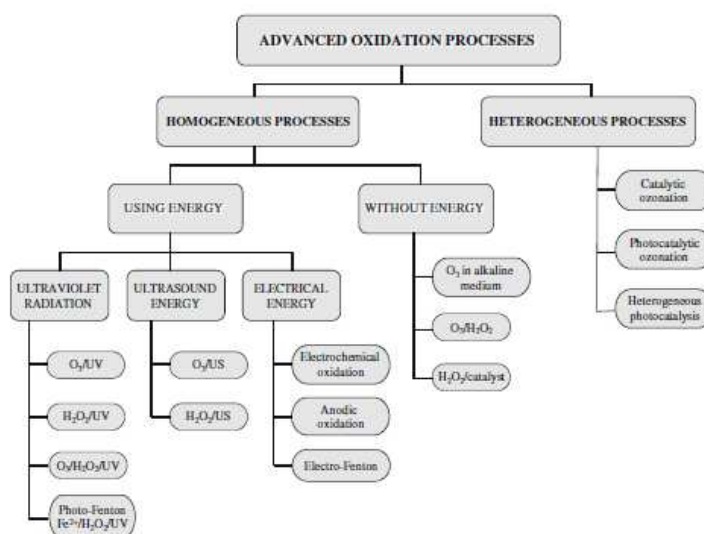 ADVANCED OXIDATION PROCESSES
HOMOGENEOUS PROCESSES
HETEROGENEOUS PROCESSES
USING ENERGY
WITHOUT ENERGY
Catalytic
ozonation
Photocatalytic
ozonation
Heterogeneous
photocatalysis
O₃ in alkaline
medium
O₃/H₂O₂
H₂O₂/catalyst
ULTRAVIOLET
RADIATION
ULTRASOUND
ENERGY
ELECTRICAL
ENERGY
O₃/UV
H₂O₂/UV
O₃/H₂O₂/UV
Photo-Fenton
Fe²⁺/H₂O₂/UV
O₃/US
H₂O₂/US
Electrochemical
oxidation
Anodic
oxidation
Electro-Fenton